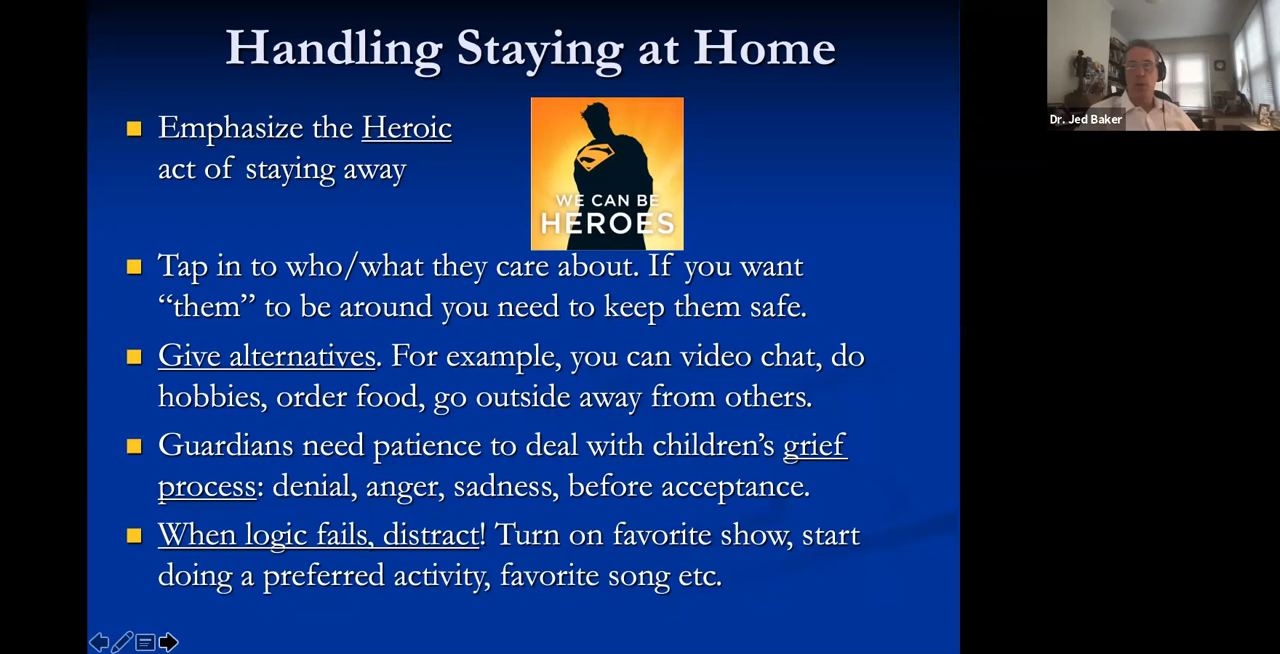 Handling Staying at Home
Emphasize the Heroic
act of staying away
WE CAN BE
HEROES
Tap in to who/what they care about. If you want
“them” to be around you need to keep them safe.
Give alternatives. For example, you can video chat, do
hobbies, order food, go outside away from others.
Guardians need patience to deal with children’s grief
process: denial, anger, sadness, before acceptance.
When logic fails, distract! Turn on favorite show, start
doing a preferred activity, favorite song etc.
Dr. Jed Baker